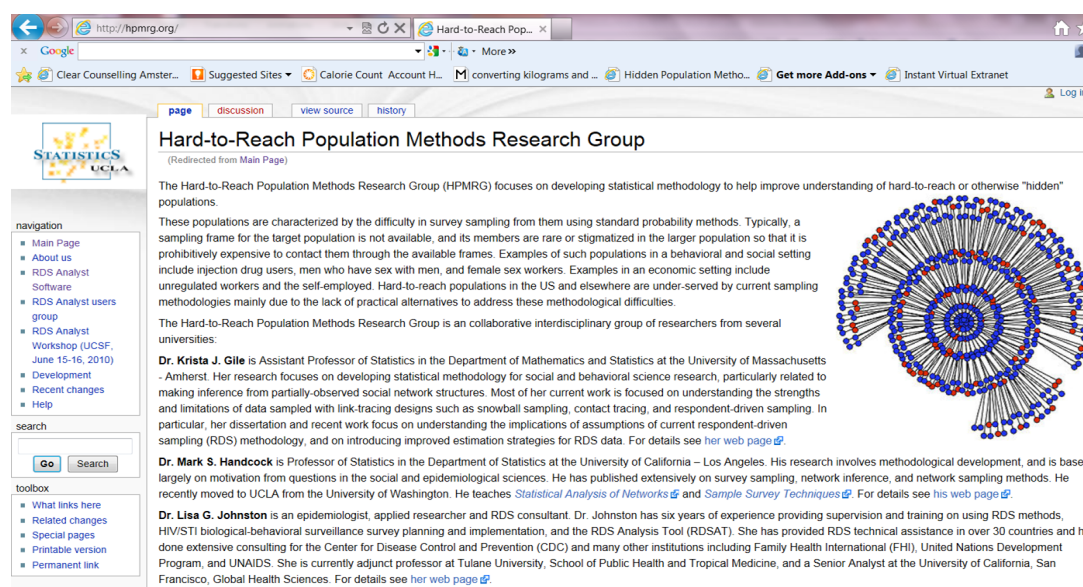 http://hpmrg.org/
Hard-to-Reach Pop...
x Google
More »
Clear Counselling Amster... Suggested Sites Calorie Count Account H... converting kilograms and ... Hidden Population Metho... Get more Add-ons Instant Virtual Extranet
Log in
page discussion view source history
STATISTICS
UCLA
Hard-to-Reach Population Methods Research Group
(Redirected from Main Page)
The Hard-to-Reach Population Methods Research Group (HPMRG) focuses on developing statistical methodology to help improve understanding of hard-to-reach or otherwise "hidden"
populations.
These populations are characterized by the difficulty in survey sampling from them using standard probability methods. Typically, a
sampling frame for the target population is not available, and its members are rare or stigmatized in the larger population so that it is
prohibitively expensive to contact them through the available frames. Examples of such populations in a behavioral and social setting
include injection drug users, men who have sex with men, and female sex workers. Examples in an economic setting include
unregulated workers and the self-employed. Hard-to-reach populations in the US and elsewhere are under-served by current sampling
methodologies mainly due to the lack of practical alternatives to address these methodological difficulties.
The Hard-to-Reach Population Methods Research Group is an collaborative interdisciplinary group of researchers from several
universities:
Dr. Krista J. Gile is Assistant Professor of Statistics in the Department of Mathematics and Statistics at the University of Massachusetts
- Amherst. Her research focuses on developing statistical methodology for social and behavioral science research, particularly related to
making inference from partially-observed social network structures. Most of her current work is focused on understanding the strengths
and limitations of data sampled with link-tracing designs such as snowball sampling, contact tracing, and respondent-driven sampling. In
particular, her dissertation and recent work focus on understanding the implications of assumptions of current respondent-driven
sampling (RDS) methodology, and on introducing improved estimation strategies for RDS data. For details see her web page.
Dr. Mark S. Handcock is Professor of Statistics in the Department of Statistics at the University of California – Los Angeles. His research involves methodological development, and is base
largely on motivation from questions in the social and epidemiological sciences. He has published extensively on survey sampling, network inference, and network sampling methods. He
recently moved to UCLA from the University of Washington. He teaches Statistical Analysis of Networks and Sample Survey Techniques. For details see his web page.
Dr. Lisa G. Johnston is an epidemiologist, applied researcher and RDS consultant. Dr. Johnston has six years of experience providing supervision and training on using RDS methods,
HIV/STI biological-behavioral surveillance survey planning and implementation, and the RDS Analysis Tool (RDSAT). She has provided RDS technical assistance in over 30 countries and h
done extensive consulting for the Center for Disease Control and Prevention (CDC) and many other institutions including Family Health International (FHI), United Nations Development
Program, and UNAIDS. She is currently adjunct professor at Tulane University, School of Public Health and Tropical Medicine, and a Senior Analyst at the University of California, San
Francisco, Global Health Sciences. For details see her web page.
navigation
Main Page
About us
RDS Analyst
Software
RDS Analyst users
group
RDS Analyst
Workshop (UCSF,
June 15-16, 2010)
Development
Recent changes
Help
search
Go Search
toolbox
What links here
Related changes
Special pages
Printable version
Permanent link